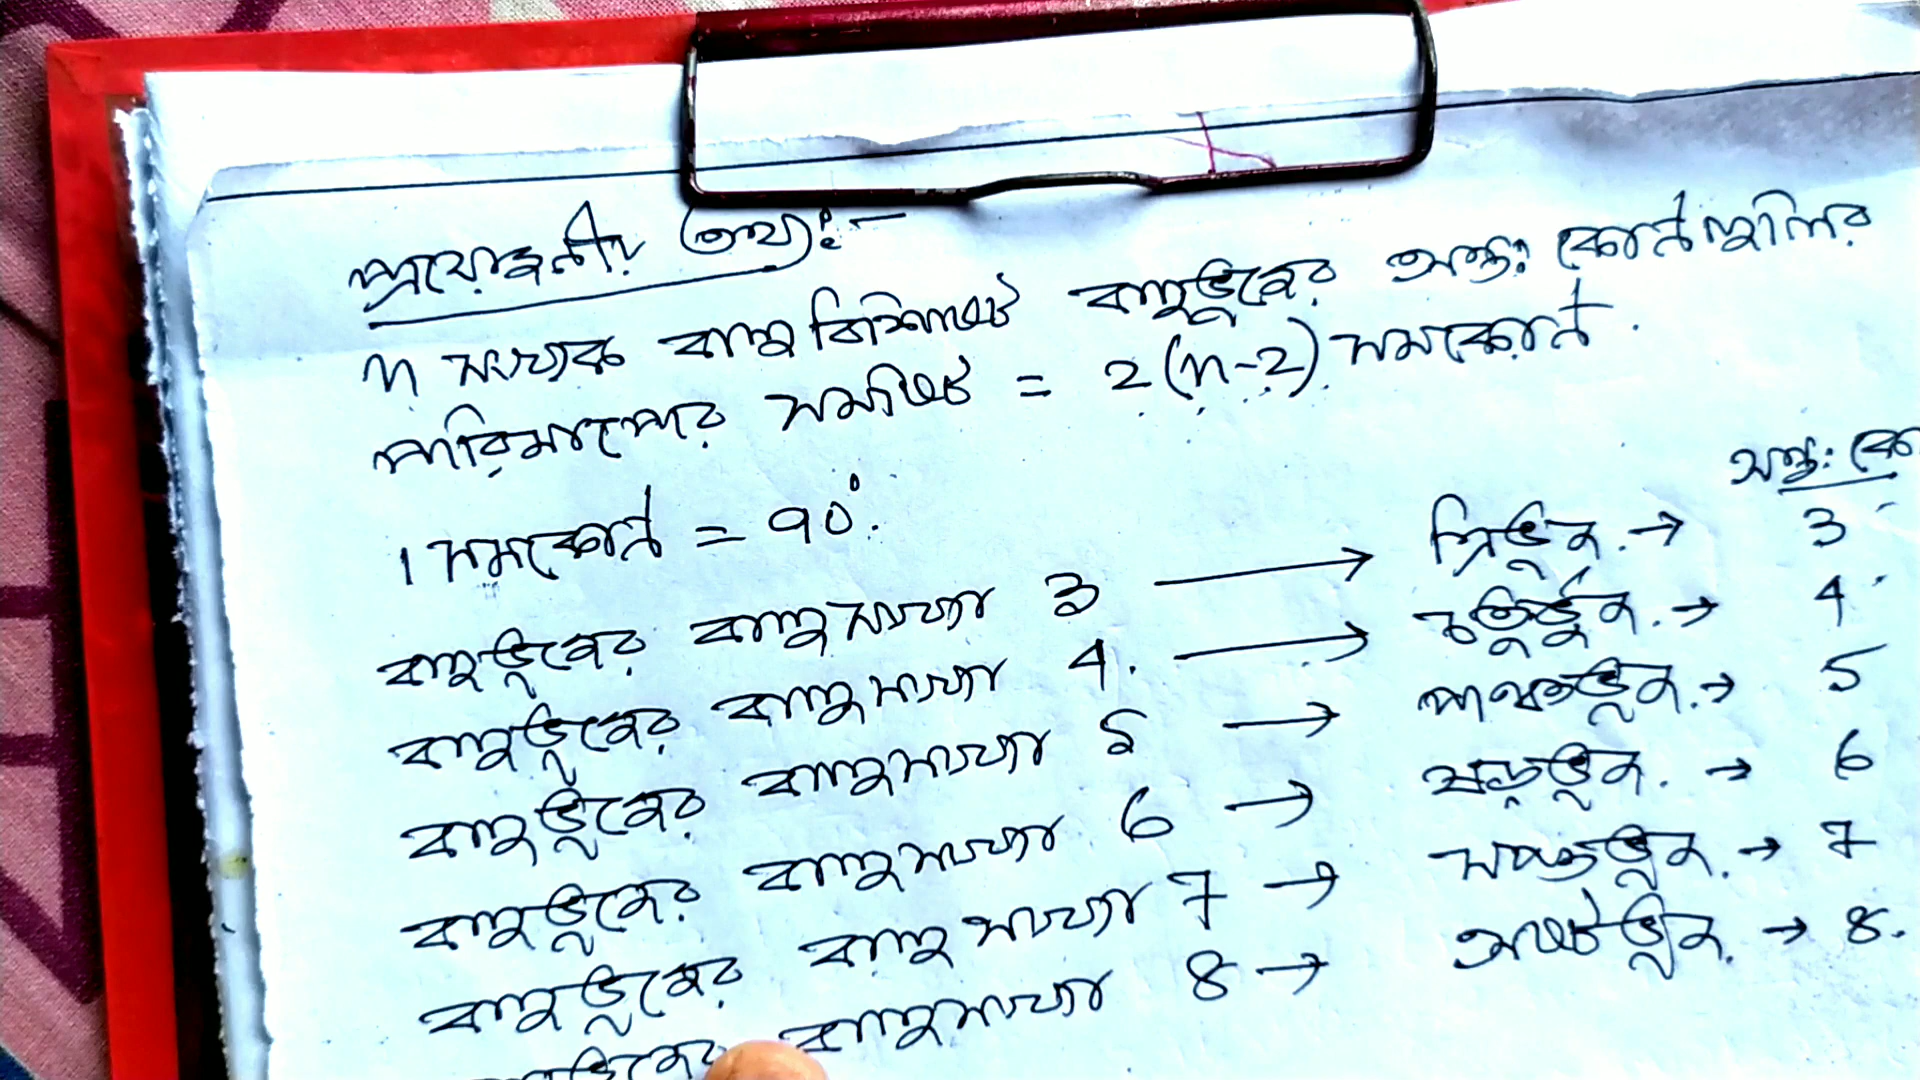 প্রয়োজনীয় তথ্য:-
n সংখ্যক বাহু বিশিষ্ট বহুভুজের অন্তঃ কোণগুলির
পরিমাপের সমষ্টি = 2(n-2) সমকোণ.
1 সমকোণ = 90°.
অন্তঃ কো
বহুভুজের বাহুসংখ্যা 3 → ত্রিভুজ. → 3
বহুভুজের বাহুসংখ্যা 4. → চতুর্ভুজ. → 4
বহুভুজের বাহুসংখ্যা 5 → পঞ্চভুজ. → 5
বহুভুজের বাহুসংখ্যা 6 → ষড়ভুজ. → 6
বহুভুজের বাহুসংখ্যা 7 → সপ্তভুজ. → 7
বাহুসংখ্যা 8 → অষ্টভুজ. → 8.